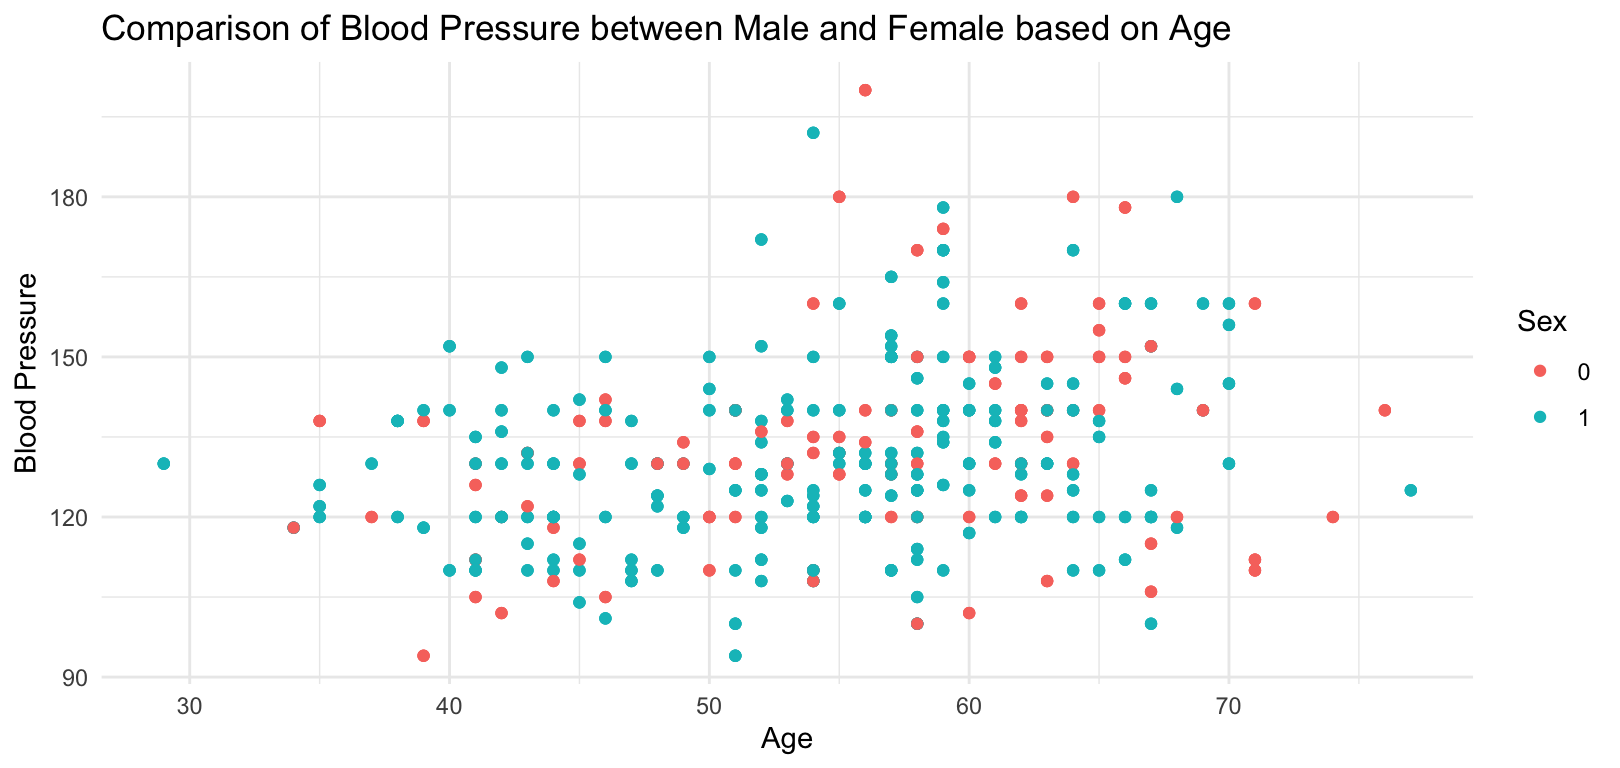 Comparison of Blood Pressure between Male and Female based on Age
180
150
120
90
Blood Pressure
30 40 50 60 70
Age
Sex
0
1